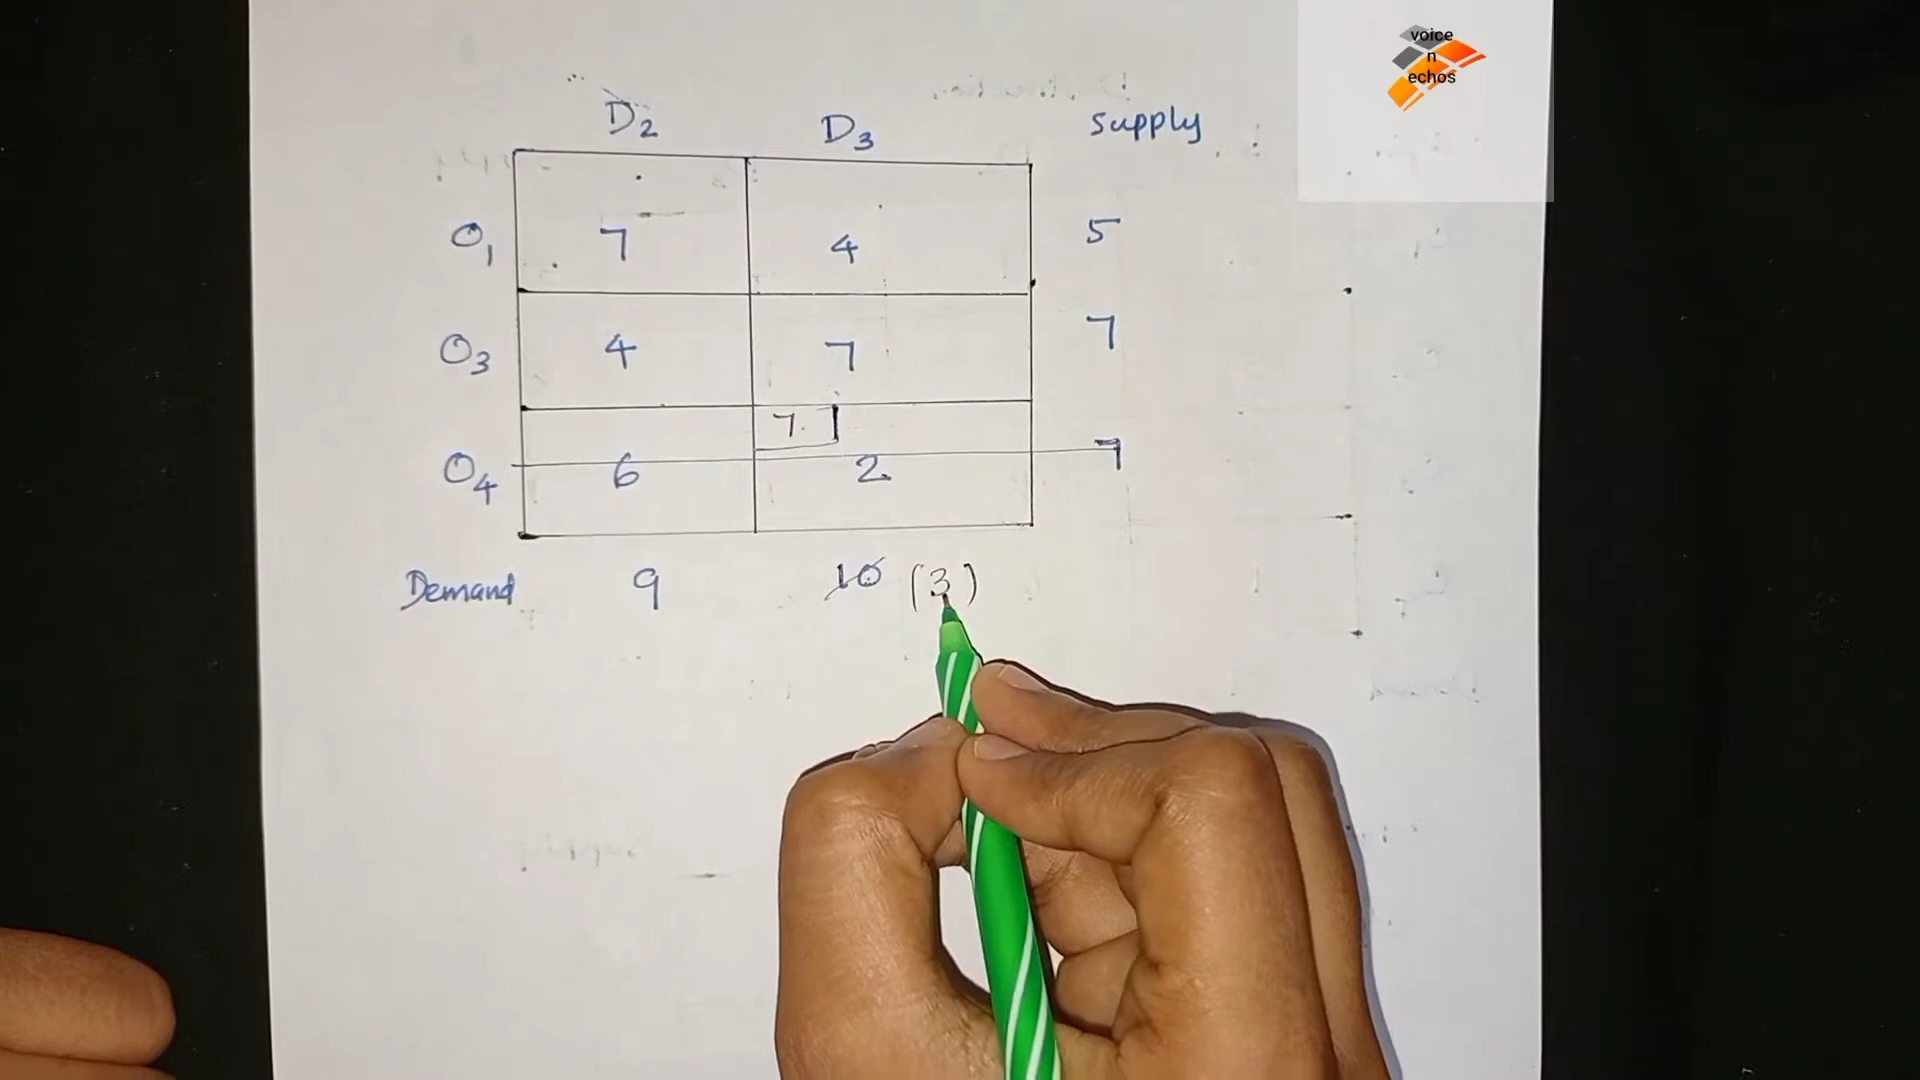 voice
n
echos
D2 D3 supply
O1 7 4 5
O3 4 7 7
7
O4 6 2 7
Demand 9 10 (3)